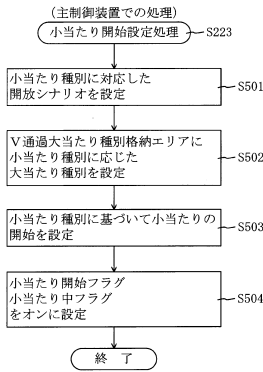 (主制御装置での処理)
小当たり開始設定処理
S223
小当たり種別に対応した
開放シナリオを設定
S501
V通過大当たり種別格納エリアに
小当たり種別に応じた
大当たり種別を設定
S502
小当たり種別に基づいて小当たりの
開始を設定
S503
小当たり開始フラグ
小当たり中フラグ
をオンに設定
S504
終 了